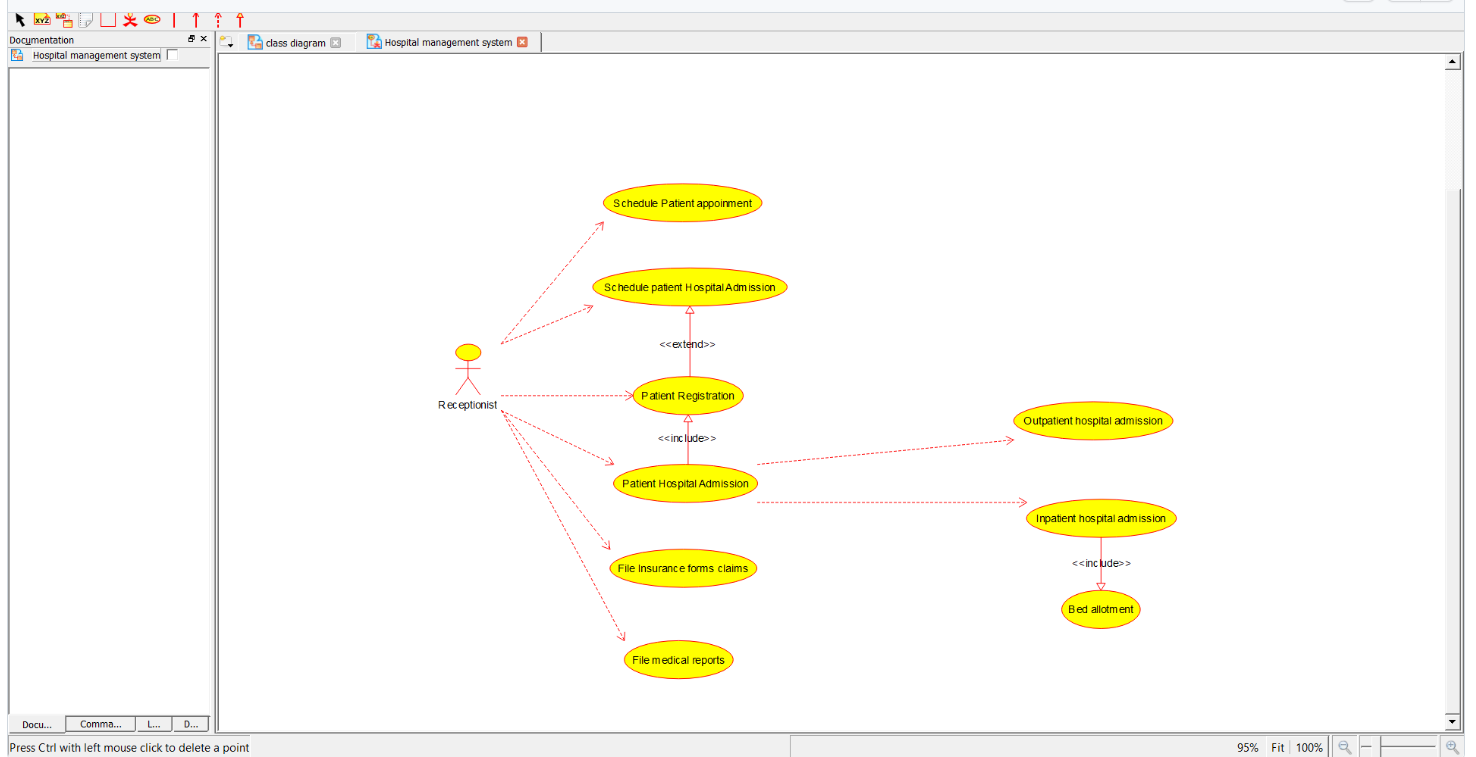 XYZ
ABC
Documentation
class diagram
Hospital management system
Hospital management system
Schedule Patient appoinment
Schedule patient Hospital Admission
<<extend>>
Patient Registration
Receptionist
<<include>>
Outpatient hospital admission
Patient Hospital Admission
Inpatient hospital admission
<<include>>
File Insurance forms claims
Bed allotment
File medical reports
Docu... Comma... L... D...
Press Ctrl with left mouse click to delete a point
95% Fit 100%